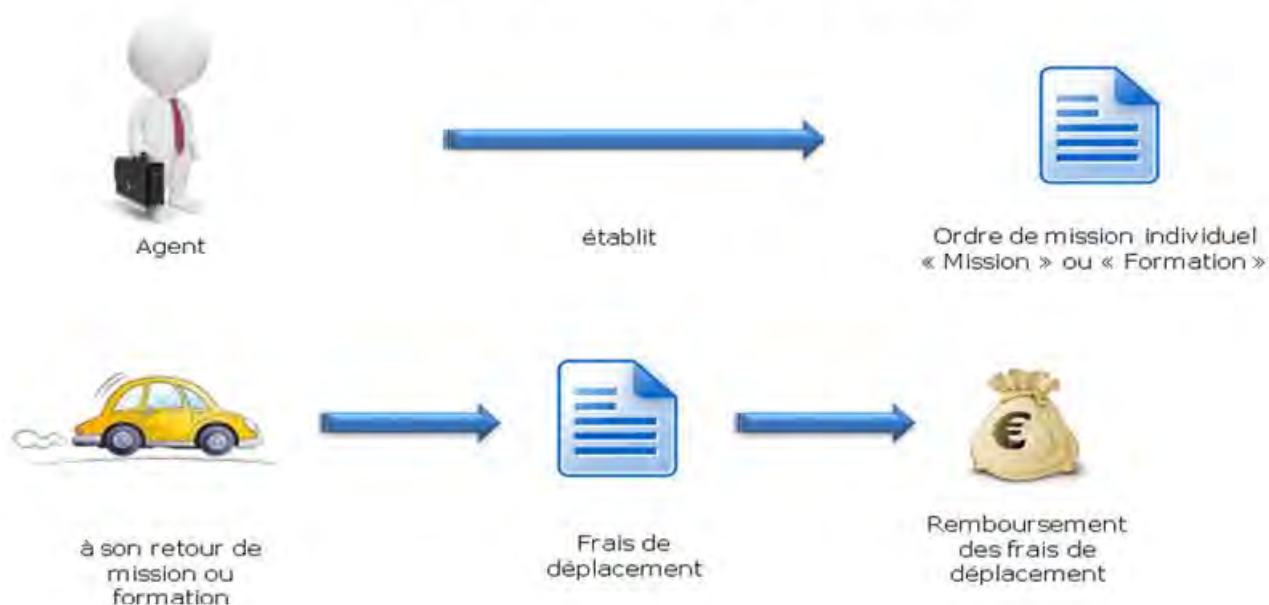 Agent
établit
Ordre de mission individuel
« Mission » ou « Formation »
à son retour de
mission ou
formation
Frais de
déplacement
€
Remboursement
des frais de
déplacement